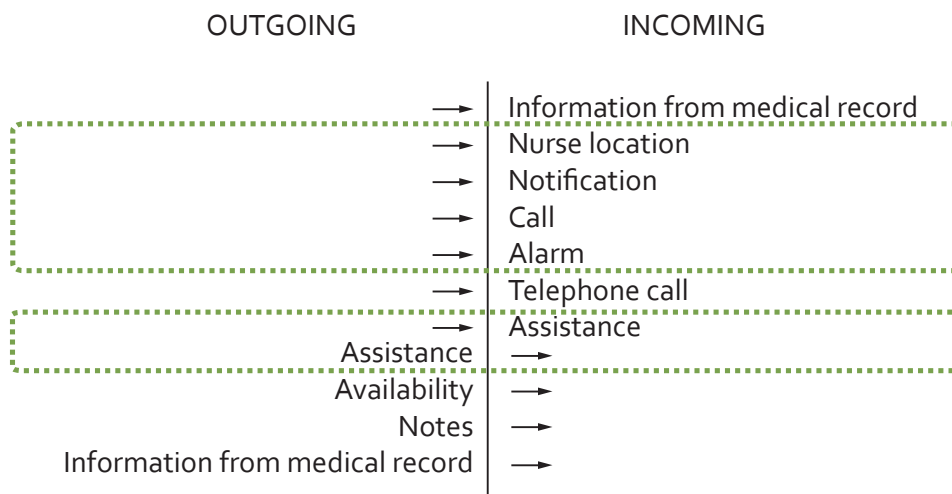 OUTGOING INCOMING
Information from medical record
Nurse location
Notification
Call
Alarm
Telephone call
Assistance
Assistance
Availability
Notes
Information from medical record